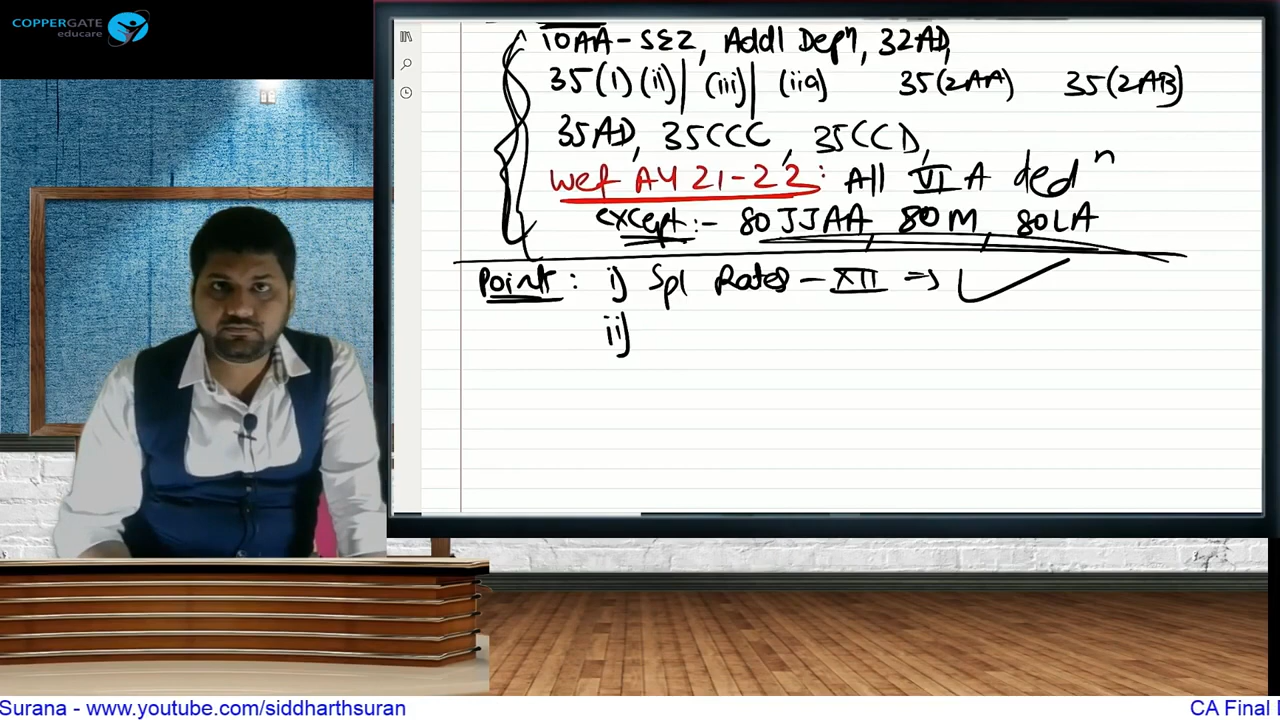 COPPERGATE
educare
10AA - SEZ, Addl Depn, 32AD,
35(1)(ii)| (iii)| (iia) 35(2AA) 35(2AB)
35AD, 35CCC, 35CCD,
wef AY 21-22: All VI A dedn
except:- 80JJAA 80M 80LA
Point: i) Spl Rates - XII ⇒ ✓
ii)
Surana - www.youtube.com/siddharthsuran
CA Final